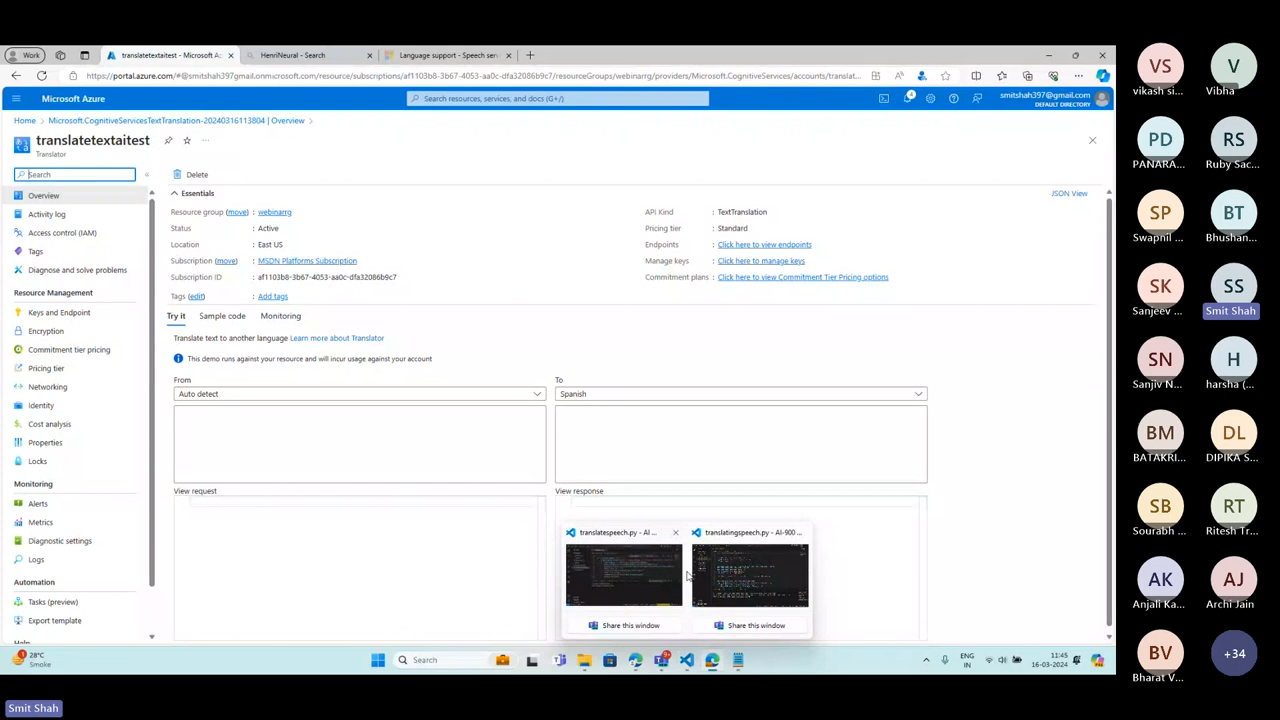 Work
translatetextaitest - Microsoft Az
HenriNeural - Search
Language support - Speech serv
https://portal.azure.com/#@smitshah397gmail.onmicrosoft.com/resource/subscriptions/af1103b8-3b67-4053-aa0c-dfa32086b9c7/resourceGroups/webinarrg/providers/Microsoft.CognitiveServices/accounts/translat...
Microsoft Azure
Search resources, services, and docs (G+/)
4
smitshah397@gmail.com
DEFAULT DIRECTORY
Home > Microsoft.CognitiveServicesTextTranslation-20240316113804 | Overview >
translatetextaitest
Translator
Search
Delete
Overview
Activity log
Access control (IAM)
Tags
Diagnose and solve problems
Resource Management
Keys and Endpoint
Encryption
Commitment tier pricing
Pricing tier
Networking
Identity
Cost analysis
Properties
Locks
Monitoring
Alerts
Metrics
Diagnostic settings
Logs
Automation
Tasks (preview)
Export template
Essentials
JSON View
Resource group (move) : webinarrg
Status : Active
Location : East US
Subscription (move) : MSDN Platforms Subscription
Subscription ID : af1103b8-3b67-4053-aa0c-dfa32086b9c7
Tags (edit) : Add tags
API Kind : TextTranslation
Pricing tier : Standard
Endpoints : Click here to view endpoints
Manage keys : Click here to manage keys
Commitment plans : Click here to view Commitment Tier Pricing options
Try it Sample code Monitoring
Translate text to another language Learn more about Translator
This demo runs against your resource and will incur usage against your account
From
To
Auto detect
Spanish
View request
View response
translatespeech.py - AI ...
translatingspeech.py - AI-900 ...
Share this window
Share this window
28°C
Smoke
Search
ENG
IN
11:45
16-03-2024
VS
vikash si...
V
Vibha
PD
PANARA...
RS
Ruby Sac...
SP
Swapnil ...
BT
Bhushan...
SK
Sanjeev ...
SS
Smit Shah
SN
Sanjiv N...
H
harsha (...
BM
BATAKRI...
DL
DIPIKA S...
SB
Sourabh ...
RT
Ritesh Tr...
AK
Anjali Ka...
AJ
Archi Jain
BV
Bharat V...
+34
Smit Shah